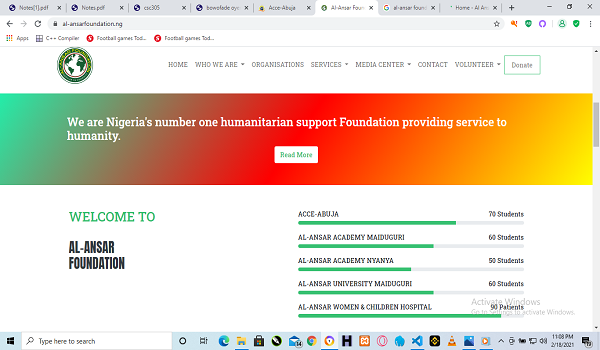 Notes[1].pdf
Notes.pdf
csc305
bowofade oyo
Acce-Abuja
Al-Ansar Foun
al-ansar found
Home - Al An
al-ansarfoundation.ng
Apps
C++ Compiler
Football games Tod...
Football games Tod...
HOME WHO WE ARE ORGANISATIONS SERVICES MEDIA CENTER CONTACT VOLUNTEER Donate
We are Nigeria's number one humanitarian support Foundation providing service to
humanity.
Read More
WELCOME TO
AL-ANSAR
FOUNDATION
ACCE-ABUJA 70 Students
AL-ANSAR ACADEMY MAIDUGURI 60 Students
AL-ANSAR ACADEMY NYANYA 50 Students
AL-ANSAR UNIVERSITY MAIDUGURI 60 Students
AL-ANSAR WOMEN & CHILDREN HOSPITAL 90 Patients
Activate Windows
Go to Settings to activate Windows.
Type here to search
11:08 PM
2/18/2021